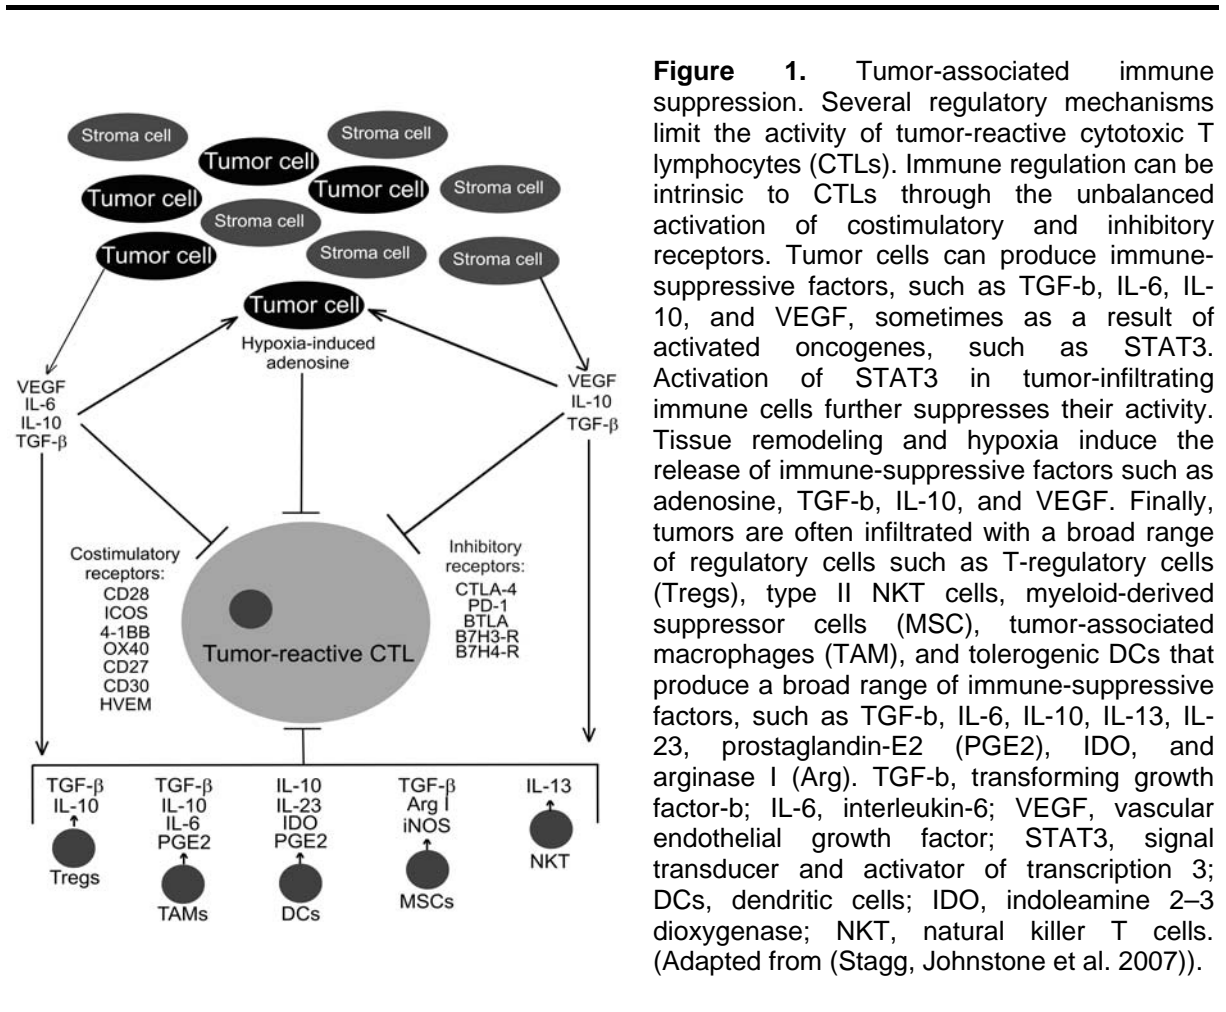 Stroma cell
Stroma cell
Tumor cell
Tumor cell
Tumor cell
Stroma cell
Stroma cell
Tumor cell
Stroma cell
Stroma cell
Tumor cell
Hypoxia-induced
adenosine
VEGF
IL-6
IL-10
TGF-β
VEGF
IL-10
TGF-β
Costimulatory
receptors:
CD28
ICOS
4-1BB
OX40
CD27
CD30
HVEM
Inhibitory
receptors:
CTLA-4
PD-1
BTLA
B7H3-R
B7H4-R
Tumor-reactive CTL
TGF-β
IL-10
Tregs
TGF-β
IL-10
IL-6
PGE2
TAMs
IL-10
IL-23
IDO
PGE2
DCs
TGF-β
Arg I
iNOS
MSCs
IL-13
NKT
Figure 1. Tumor-associated immune
suppression. Several regulatory mechanisms
limit the activity of tumor-reactive cytotoxic T
lymphocytes (CTLs). Immune regulation can be
intrinsic to CTLs through the unbalanced
activation of costimulatory and inhibitory
receptors. Tumor cells can produce immune-
suppressive factors, such as TGF-b, IL-6, IL-
10, and VEGF, sometimes as a result of
activated oncogenes, such as STAT3.
Activation of STAT3 in tumor-infiltrating
immune cells further suppresses their activity.
Tissue remodeling and hypoxia induce the
release of immune-suppressive factors such as
adenosine, TGF-b, IL-10, and VEGF. Finally,
tumors are often infiltrated with a broad range
of regulatory cells such as T-regulatory cells
(Tregs), type II NKT cells, myeloid-derived
suppressor cells (MSC), tumor-associated
macrophages (TAM), and tolerogenic DCs that
produce a broad range of immune-suppressive
factors, such as TGF-b, IL-6, IL-10, IL-13, IL-
23, prostaglandin-E2 (PGE2), IDO, and
arginase I (Arg). TGF-b, transforming growth
factor-b; IL-6, interleukin-6; VEGF, vascular
endothelial growth factor; STAT3, signal
transducer and activator of transcription 3;
DCs, dendritic cells; IDO, indoleamine 2–3
dioxygenase; NKT, natural killer T cells.
(Adapted from (Stagg, Johnstone et al. 2007)).